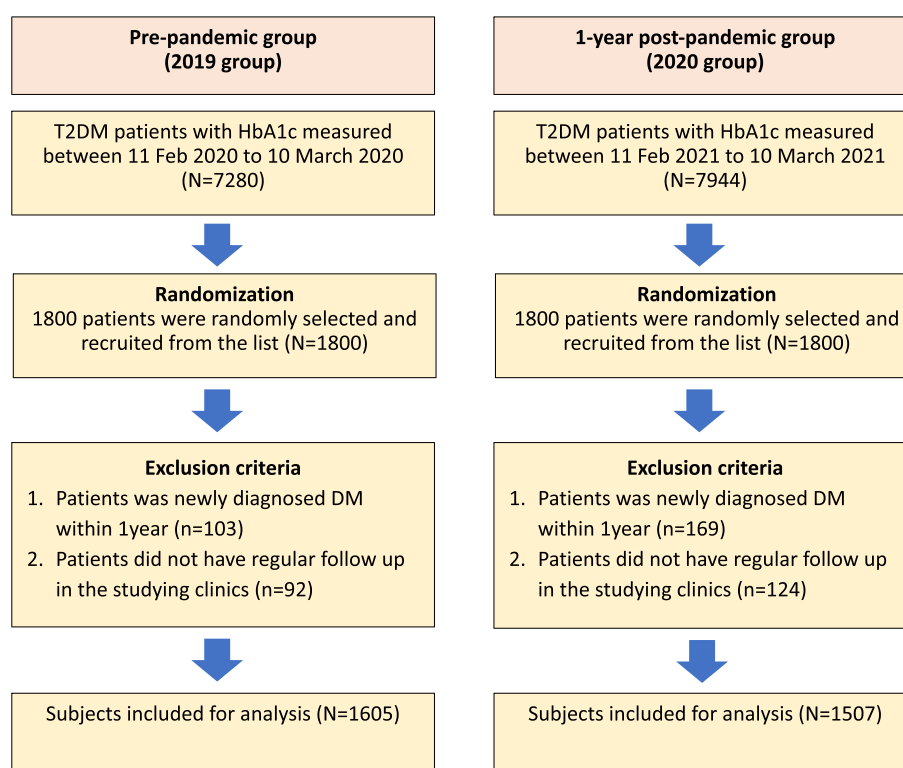 Pre-pandemic group
(2019 group)
T2DM patients with HbA1c measured
between 11 Feb 2020 to 10 March 2020
(N=7280)
Randomization
1800 patients were randomly selected and
recruited from the list (N=1800)
Exclusion criteria
1. Patients was newly diagnosed DM
within 1year (n=103)
2. Patients did not have regular follow up
in the studying clinics (n=92)
Subjects included for analysis (N=1605)
1-year post-pandemic group
(2020 group)
T2DM patients with HbA1c measured
between 11 Feb 2021 to 10 March 2021
(N=7944)
Randomization
1800 patients were randomly selected and
recruited from the list (N=1800)
Exclusion criteria
1. Patients was newly diagnosed DM
within 1year (n=169)
2. Patients did not have regular follow up
in the studying clinics (n=124)
Subjects included for analysis (N=1507)